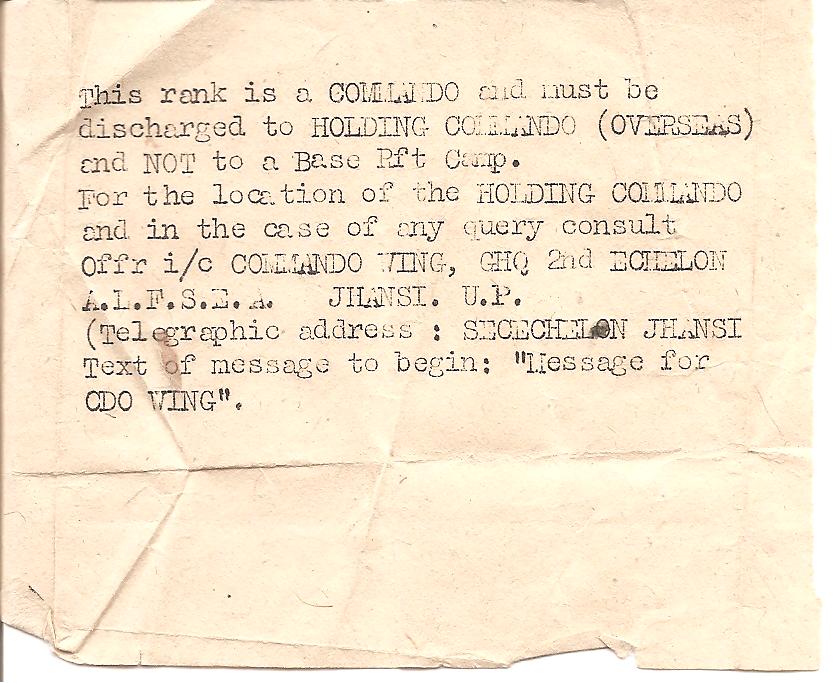 This rank is a COMMANDO and must be
discharged to HOLDING COMMANDO (OVERSEAS)
and NOT to a Base Rft Camp.
For the location of the HOLDING COMMANDO
and in the case of any query consult
Offr i/c COMMANDO WING, GHQ 2nd ECHELON
A.L.F.S.E.A. JHANSI. U.P.
(Telegraphic address : SECECHELON JHANSI
Text of message to begin: "Message for
CDO WING".